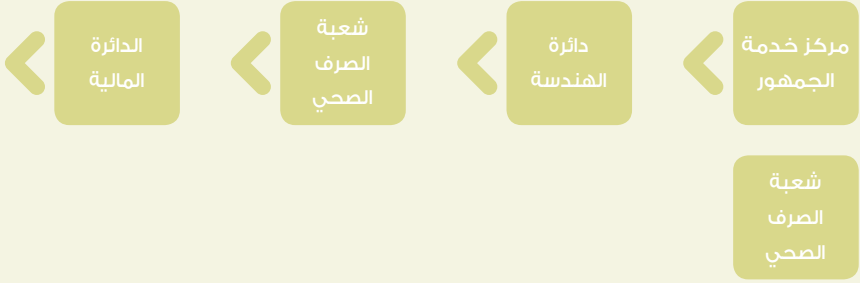 مركز خدمة
الجمهور
دائرة
الهندسة
شعبة
الصرف
الصحي
الدائرة
المالية
شعبة
الصرف
الصحي